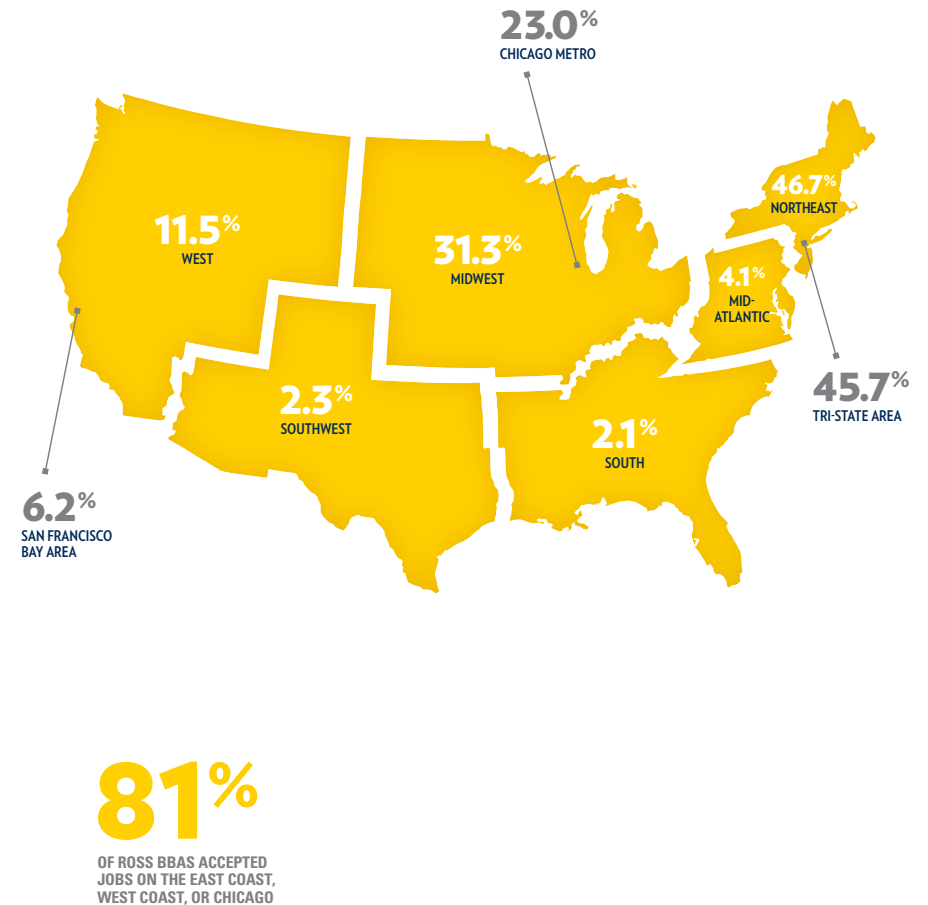 23.0%
CHICAGO METRO
46.7%
NORTHEAST
11.5%
WEST
31.3%
MIDWEST
4.1%
MID-
ATLANTIC
45.7%
TRI-STATE AREA
2.3%
SOUTHWEST
2.1%
SOUTH
6.2%
SAN FRANCISCO
BAY AREA
81%
OF ROSS BBAS ACCEPTED
JOBS ON THE EAST COAST,
WEST COAST, OR CHICAGO